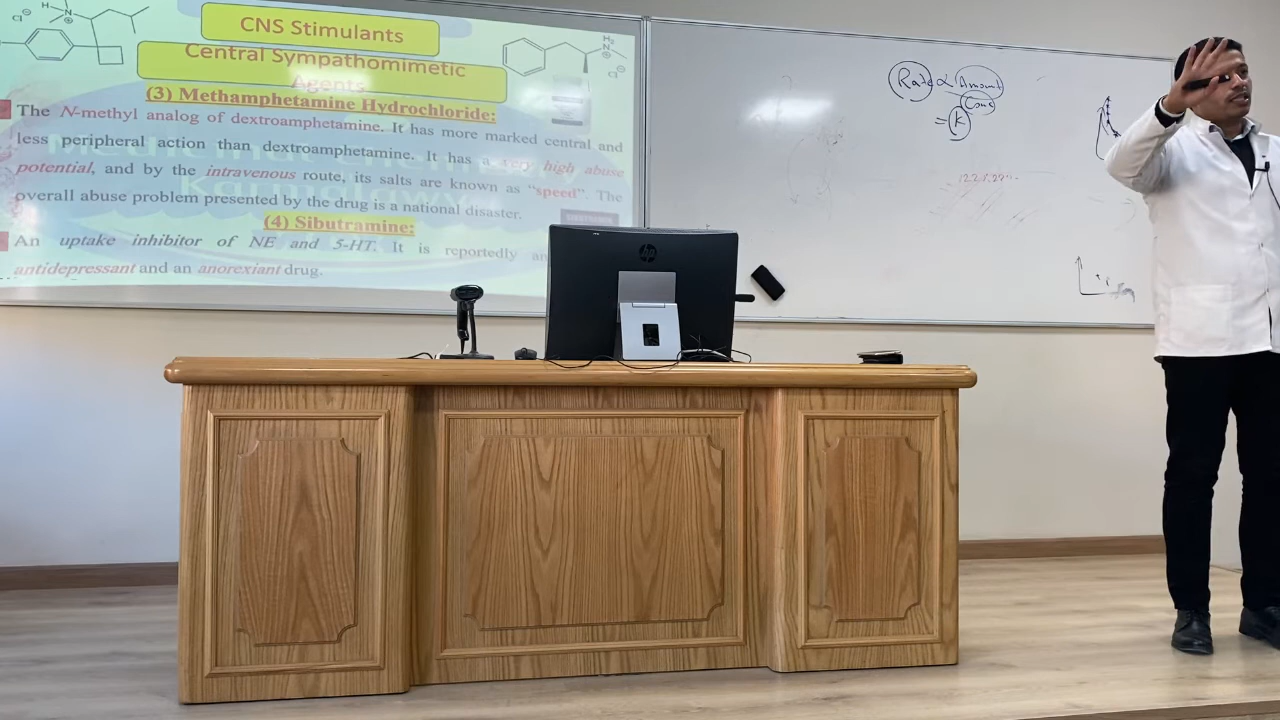 CNS Stimulants
Central Sympathomimetic
Agents
(3) Methamphetamine Hydrochloride:
The N-methyl analog of dextroamphetamine. It has more marked central and
less peripheral action than dextroamphetamine. It has a very high abuse
potential, and by the intravenous route, its salts are known as “speed”. The
overall abuse problem presented by the drug is a national disaster.
(4) Sibutramine:
An uptake inhibitor of NE and 5-HT. It is reportedly an
antidepressant and an anorexiant drug.
Rate ∝ Amount
Conc
= K
hp